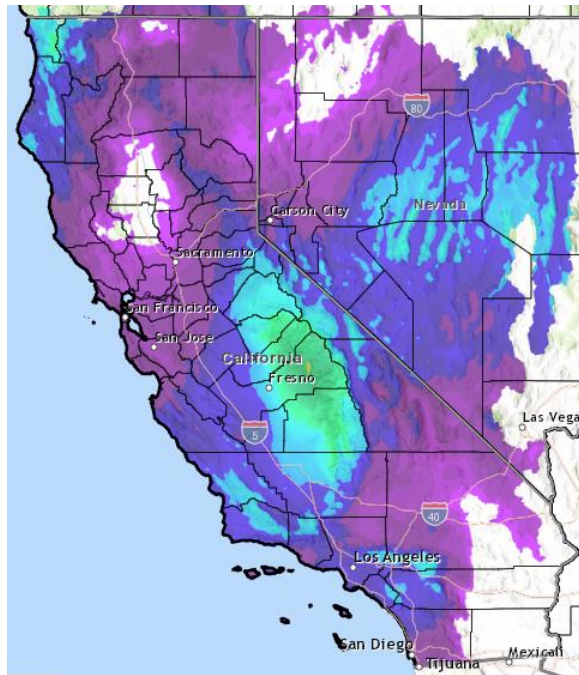 80
Nevada
Carson City
Sacramento
San Francisco
San Jose
California
Fresno
Las Vega
5
40
Los Angeles
San Diego
Mexicali
Tijuana